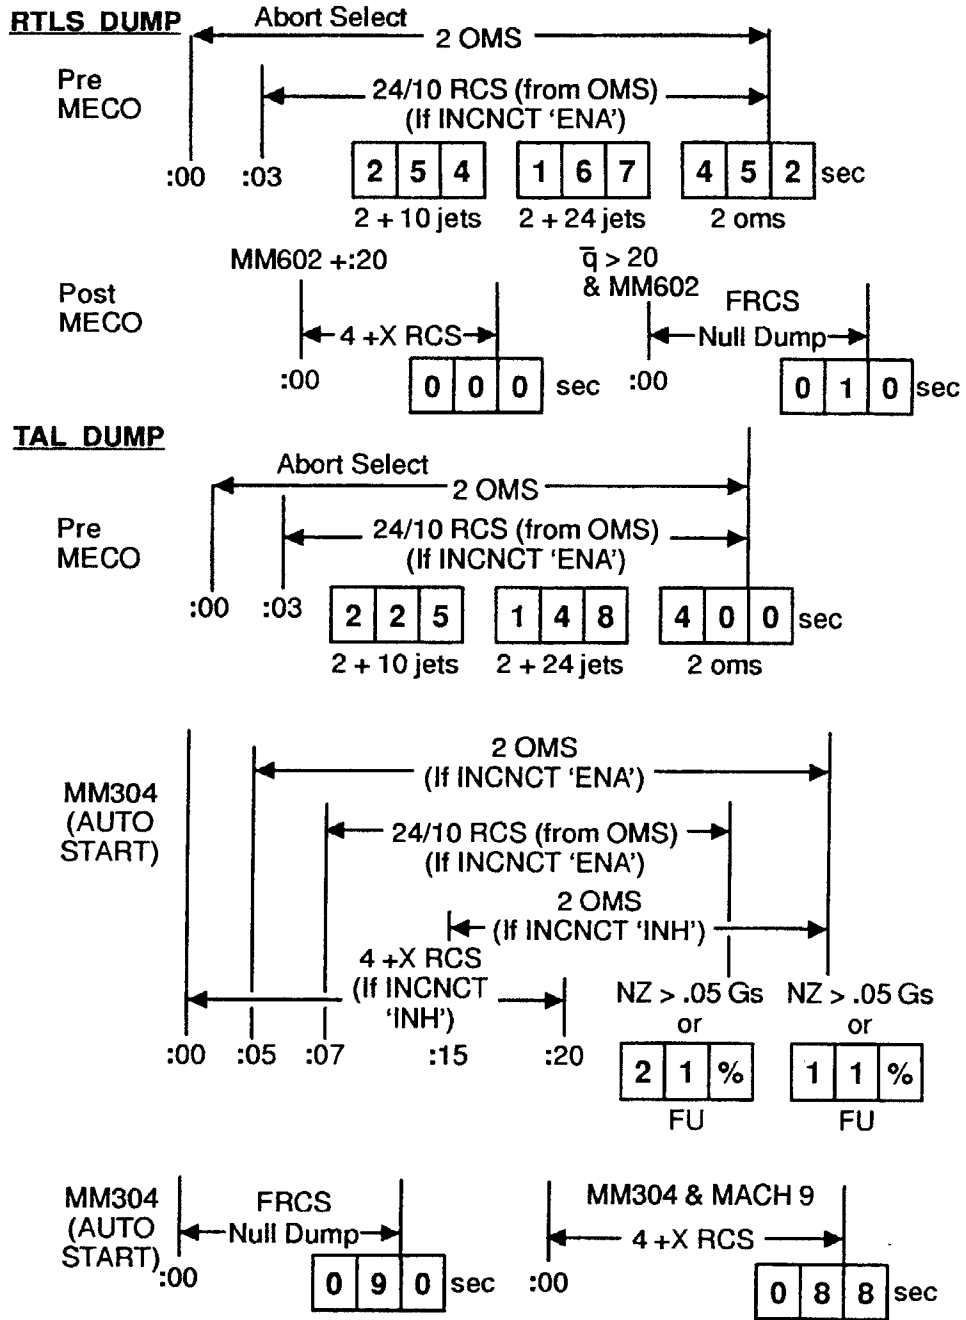 RTLS DUMP
Abort Select
2 OMS
Pre
MECO
24/10 RCS (from OMS)
(If INCNCT ‘ENA’)
:00 :03
2 5 4 1 6 7 4 5 2 sec
2 + 10 jets 2 + 24 jets 2 oms
Post
MECO
MM602 +:20
4 +X RCS
:00
0 0 0 sec
q̅ > 20
& MM602
FRCS
Null Dump
:00
0 1 0 sec
TAL DUMP
Abort Select
2 OMS
Pre
MECO
24/10 RCS (from OMS)
(If INCNCT ‘ENA’)
:00 :03
2 2 5 1 4 8 4 0 0 sec
2 + 10 jets 2 + 24 jets 2 oms
MM304
(AUTO
START)
2 OMS
(If INCNCT ‘ENA’)
24/10 RCS (from OMS)
(If INCNCT ‘ENA’)
2 OMS
(If INCNCT ‘INH’)
4 +X RCS
(If INCNCT
‘INH’)
:00 :05 :07 :15 :20
NZ > .05 Gs
or
2 1 %
FU
NZ > .05 Gs
or
1 1 %
FU
MM304
(AUTO
START)
FRCS
Null Dump
:00
0 9 0 sec
MM304 & MACH 9
4 +X RCS
:00
0 8 8 sec